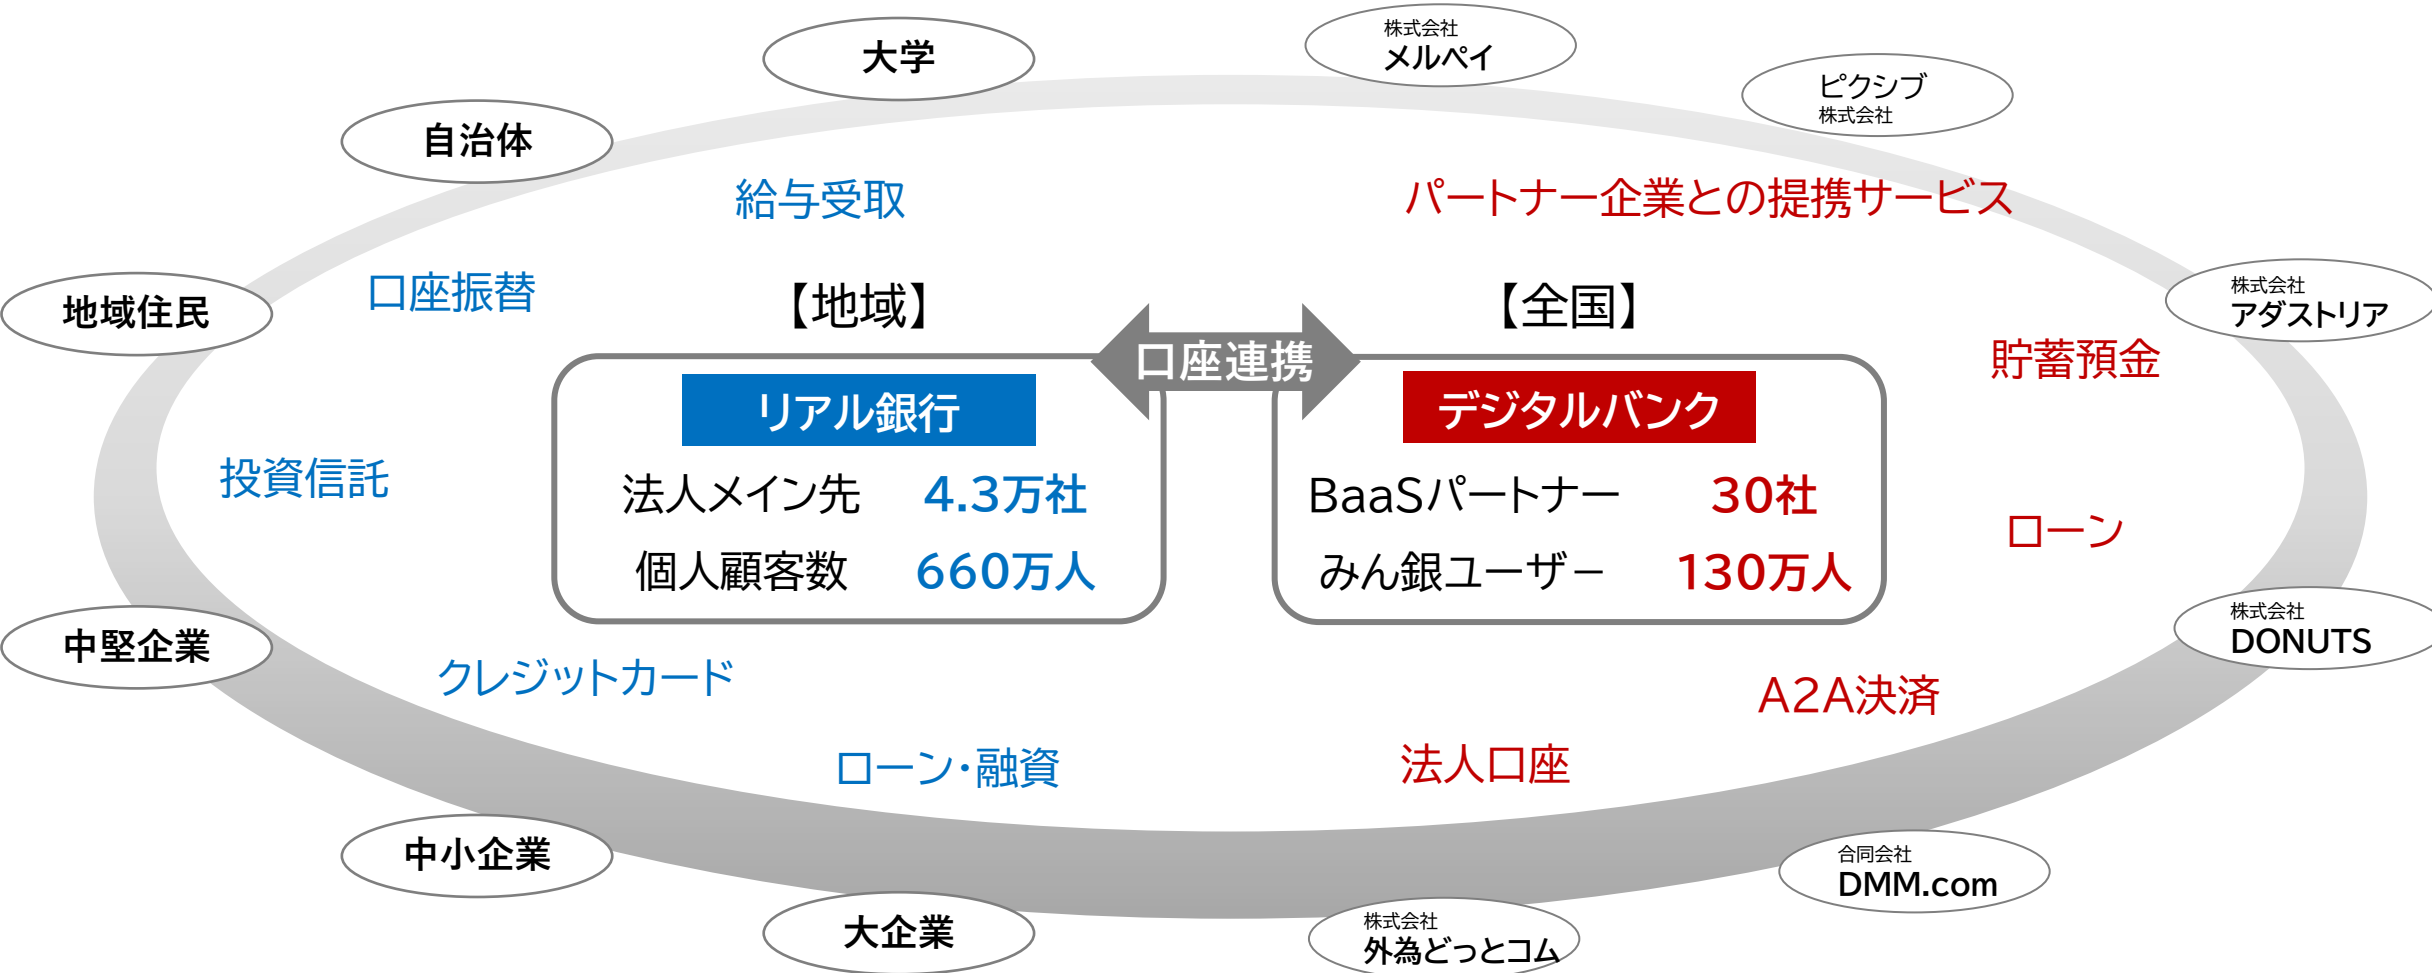 大学
株式会社
メルペイ
ピクシブ
株式会社
自治体
給与受取
パートナー企業との提携サービス
地域住民
口座振替
【地域】
【全国】
株式会社
アダストリア
口座連携
貯蓄預金
リアル銀行
デジタルバンク
投資信託
法人メイン先 4.3万社
BaaSパートナー 30社
ローン
個人顧客数 660万人
みん銀ユーザー 130万人
中堅企業
株式会社
DONUTS
クレジットカード
A2A決済
ローン・融資
法人口座
中小企業
合同会社
DMM.com
大企業
株式会社
外為どっとコム